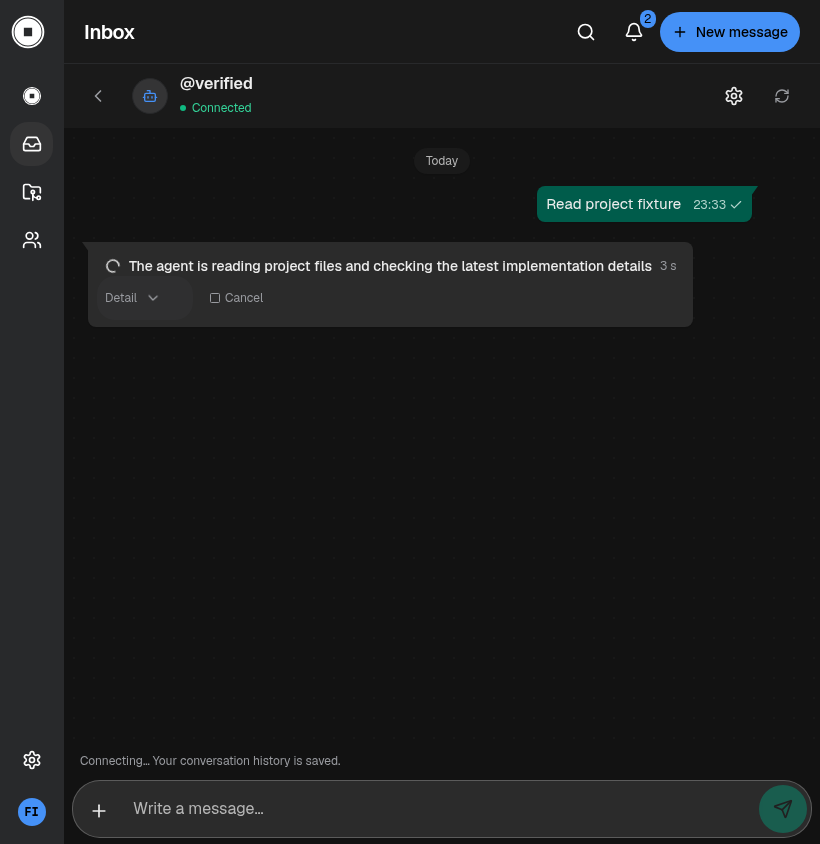 Inbox
2
New message
@verified
Connected
Today
Read project fixture 23:33
The agent is reading project files and checking the latest implementation details 3 s
Detail
Cancel
Connecting… Your conversation history is saved.
Write a message…
FI